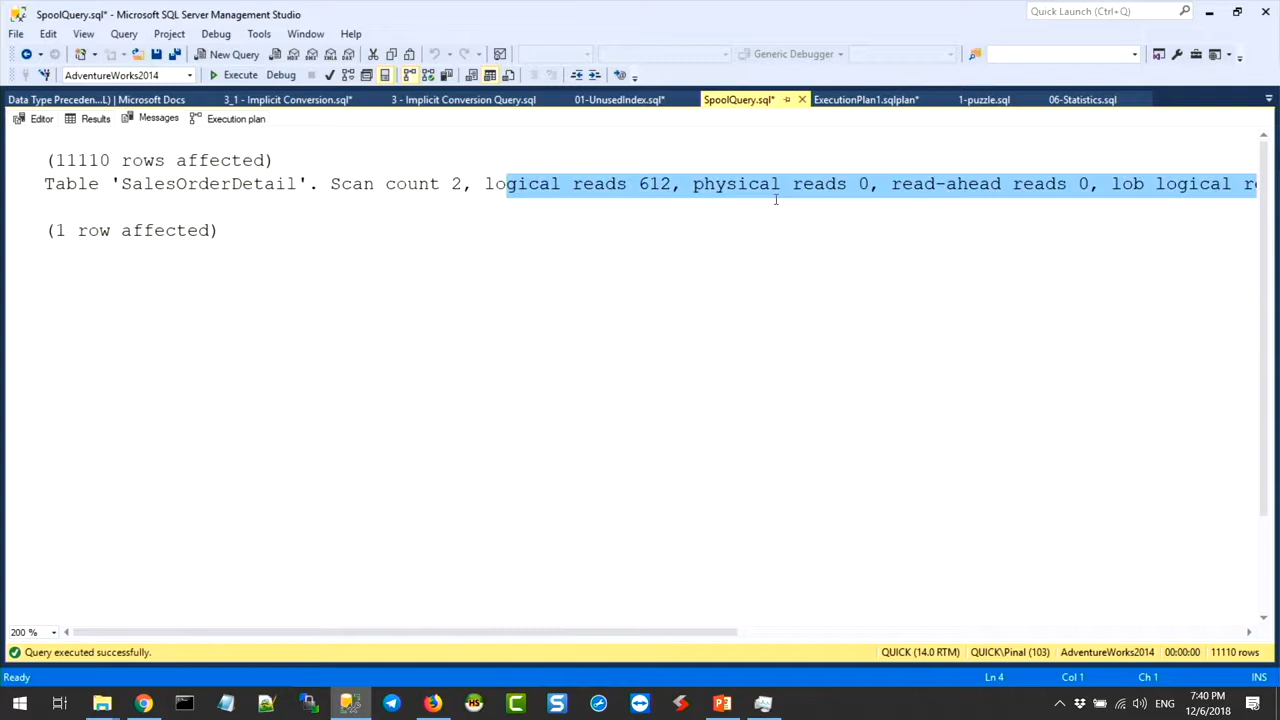 SpoolQuery.sql* - Microsoft SQL Server Management Studio
Quick Launch (Ctrl+Q)
File Edit View Query Project Debug Tools Window Help
New Query
Generic Debugger
AdventureWorks2014
Execute Debug
Data Type Preceden...L) | Microsoft Docs
3_1 - Implicit Conversion.sql*
3 - Implicit Conversion Query.sql
01-UnusedIndex.sql*
SpoolQuery.sql*
ExecutionPlan1.sqlplan*
1-puzzle.sql
06-Statistics.sql
Editor Results Messages Execution plan
(11110 rows affected)
Table 'SalesOrderDetail'. Scan count 2, logical reads 612, physical reads 0, read-ahead reads 0, lob logical re
(1 row affected)
200 %
Query executed successfully.
QUICK (14.0 RTM)
QUICK\Pinal (103)
AdventureWorks2014
00:00:00
11110 rows
Ready
Ln 4
Col 1
Ch 1
INS
ENG
7:40 PM
12/6/2018